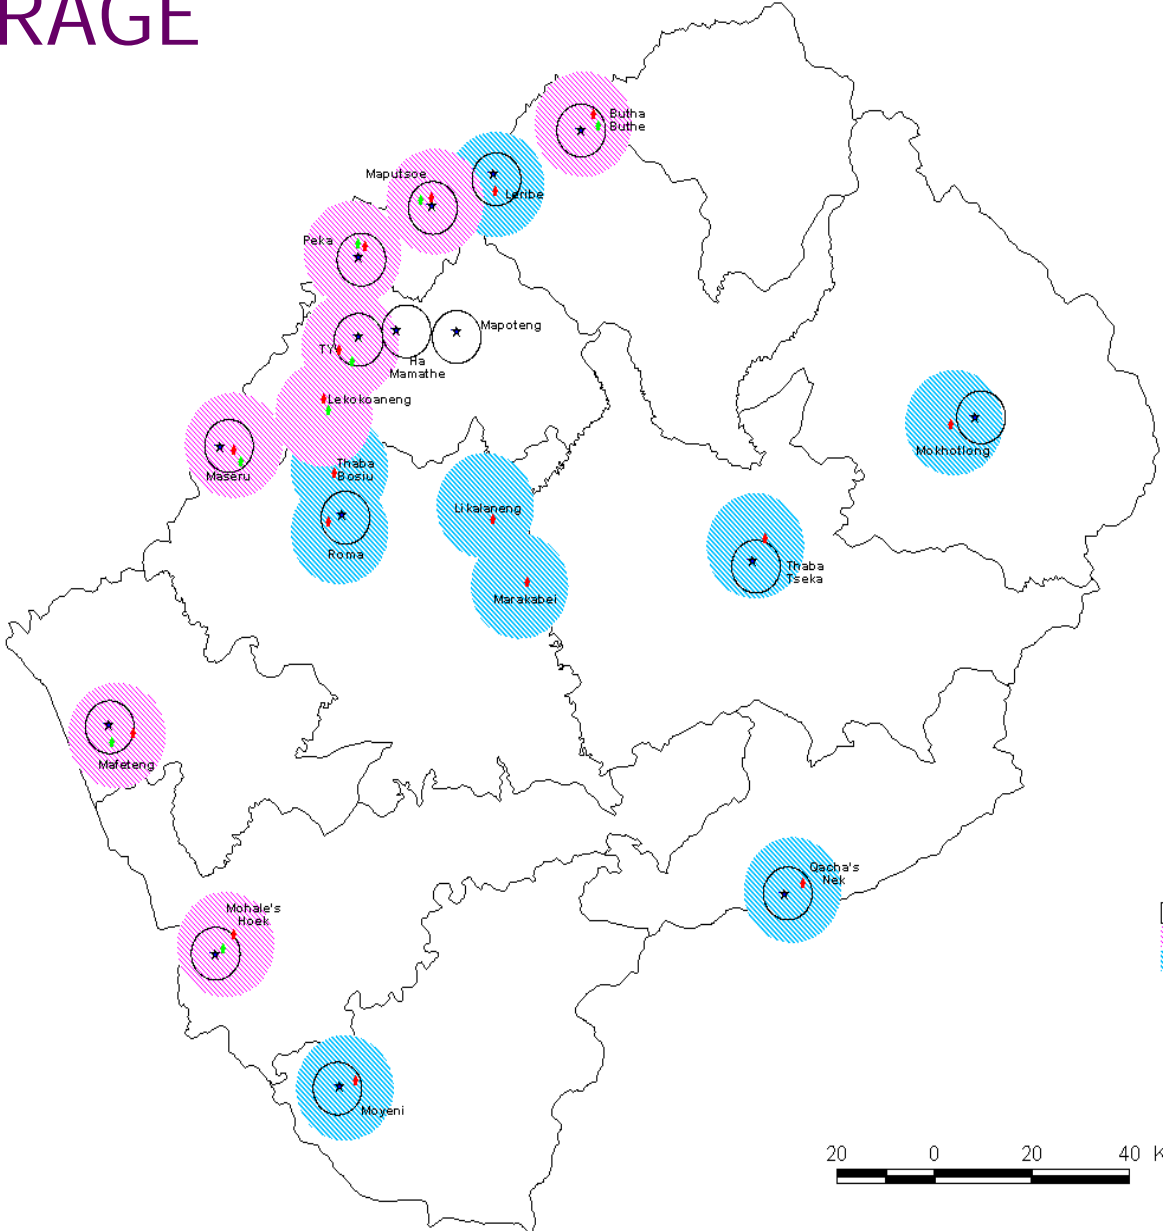 RAGE
Butha
Buthe
Maputsoe
Leribe
Peka
Mapoteng
TY
Ha
Mamathe
Lekokoaneng
Mokhotlong
Maseru
Thaba
Bosiu
Likalaneng
Roma
Thaba
Tseka
Marakabei
Mafeteng
Qacha's
Nek
Mohale's
Hoek
Moyeni
20 0 20 40 K